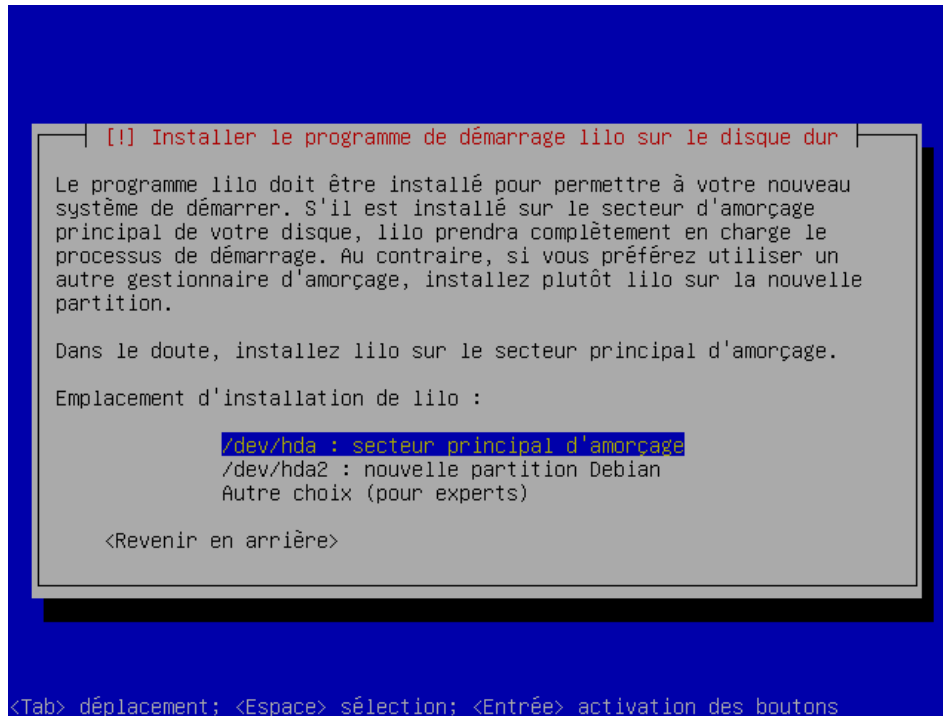 [!] Installer le programme de démarrage lilo sur le disque dur
Le programme lilo doit être installé pour permettre à votre nouveau
système de démarrer. S'il est installé sur le secteur d'amorçage
principal de votre disque, lilo prendra complètement en charge le
processus de démarrage. Au contraire, si vous préférez utiliser un
autre gestionnaire d'amorçage, installez plutôt lilo sur la nouvelle
partition.
Dans le doute, installez lilo sur le secteur principal d'amorçage.
Emplacement d'installation de lilo :
/dev/hda : secteur principal d'amorçage
/dev/hda2 : nouvelle partition Debian
Autre choix (pour experts)
<Revenir en arrière>
<Tab> déplacement; <Espace> sélection; <Entrée> activation des boutons